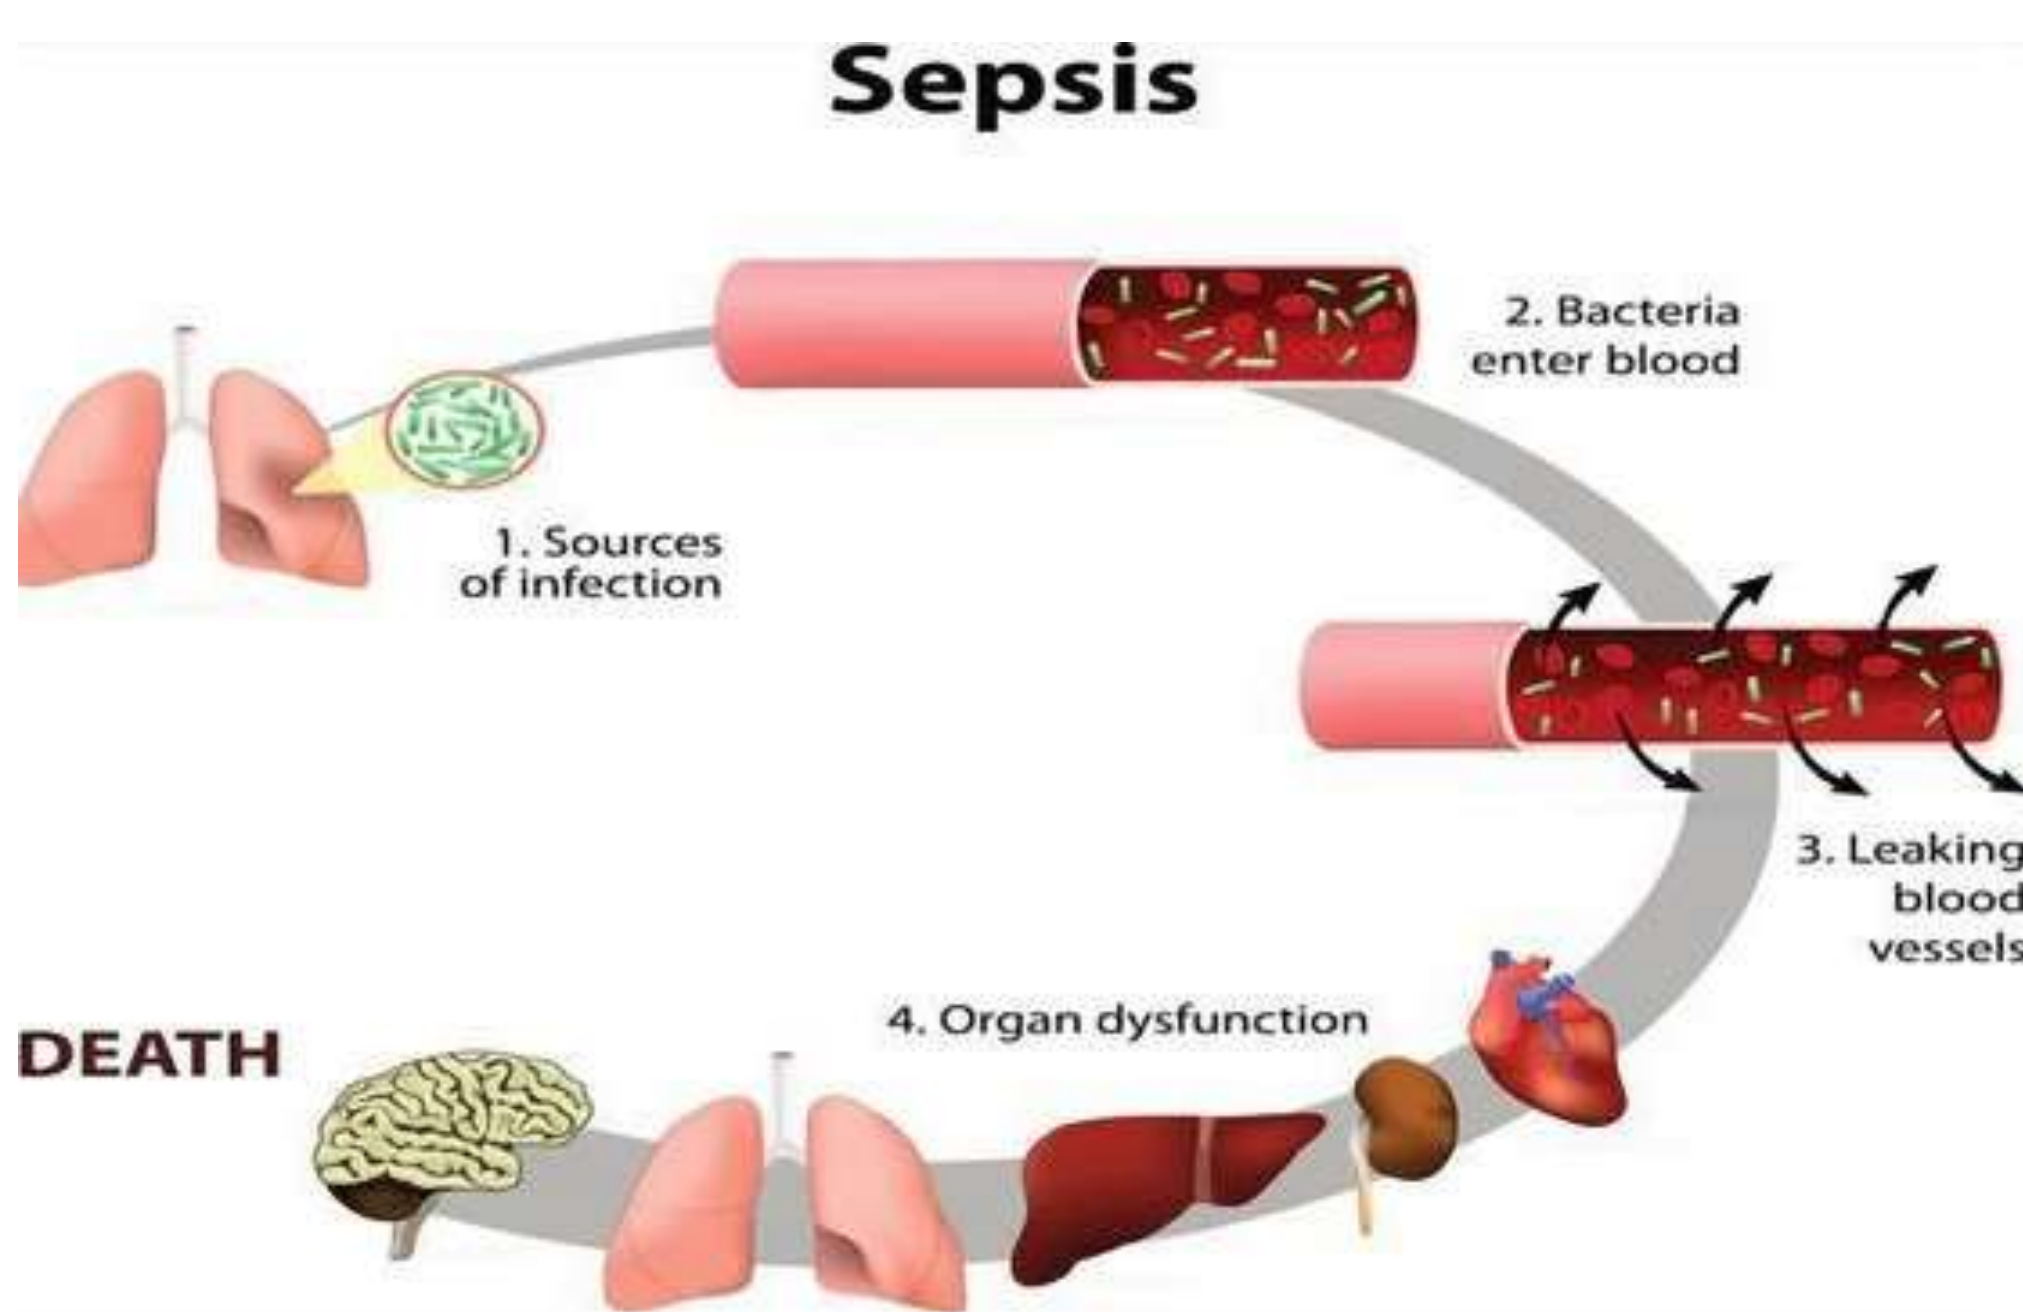 Sepsis
2. Bacteria
enter blood
1. Sources
of infection
3. Leaking
blood
vessels
4. Organ dysfunction
DEATH